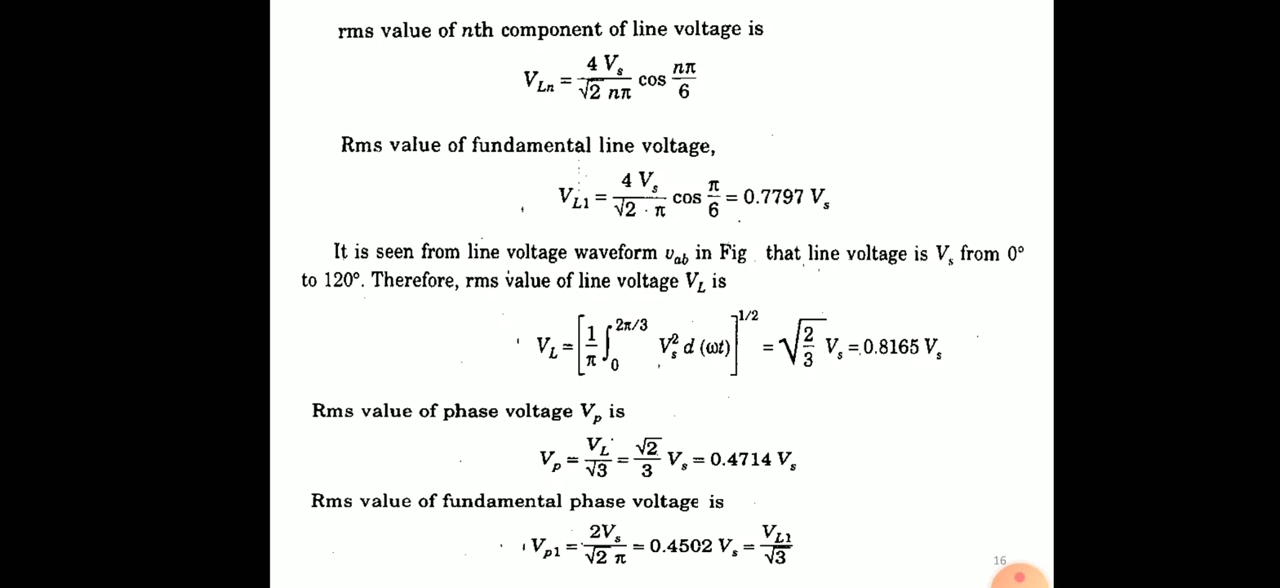 rms value of nth component of line voltage is
V_Ln = 4 V_s / √2 nπ cos nπ/6
Rms value of fundamental line voltage,
V_L1 = 4 V_s / √2 · π cos π/6 = 0.7797 V_s
It is seen from line voltage waveform v_ab in Fig that line voltage is V_s from 0°
to 120°. Therefore, rms value of line voltage V_L is
V_L = [1/π ∫_0^2π/3 V_s^2 d (ωt)]^1/2 = √2/3 V_s = 0.8165 V_s
Rms value of phase voltage V_p is
V_p = V_L/√3 = √2/3 V_s = 0.4714 V_s
Rms value of fundamental phase voltage is
V_p1 = 2V_s / √2 π = 0.4502 V_s = V_L1/√3
16